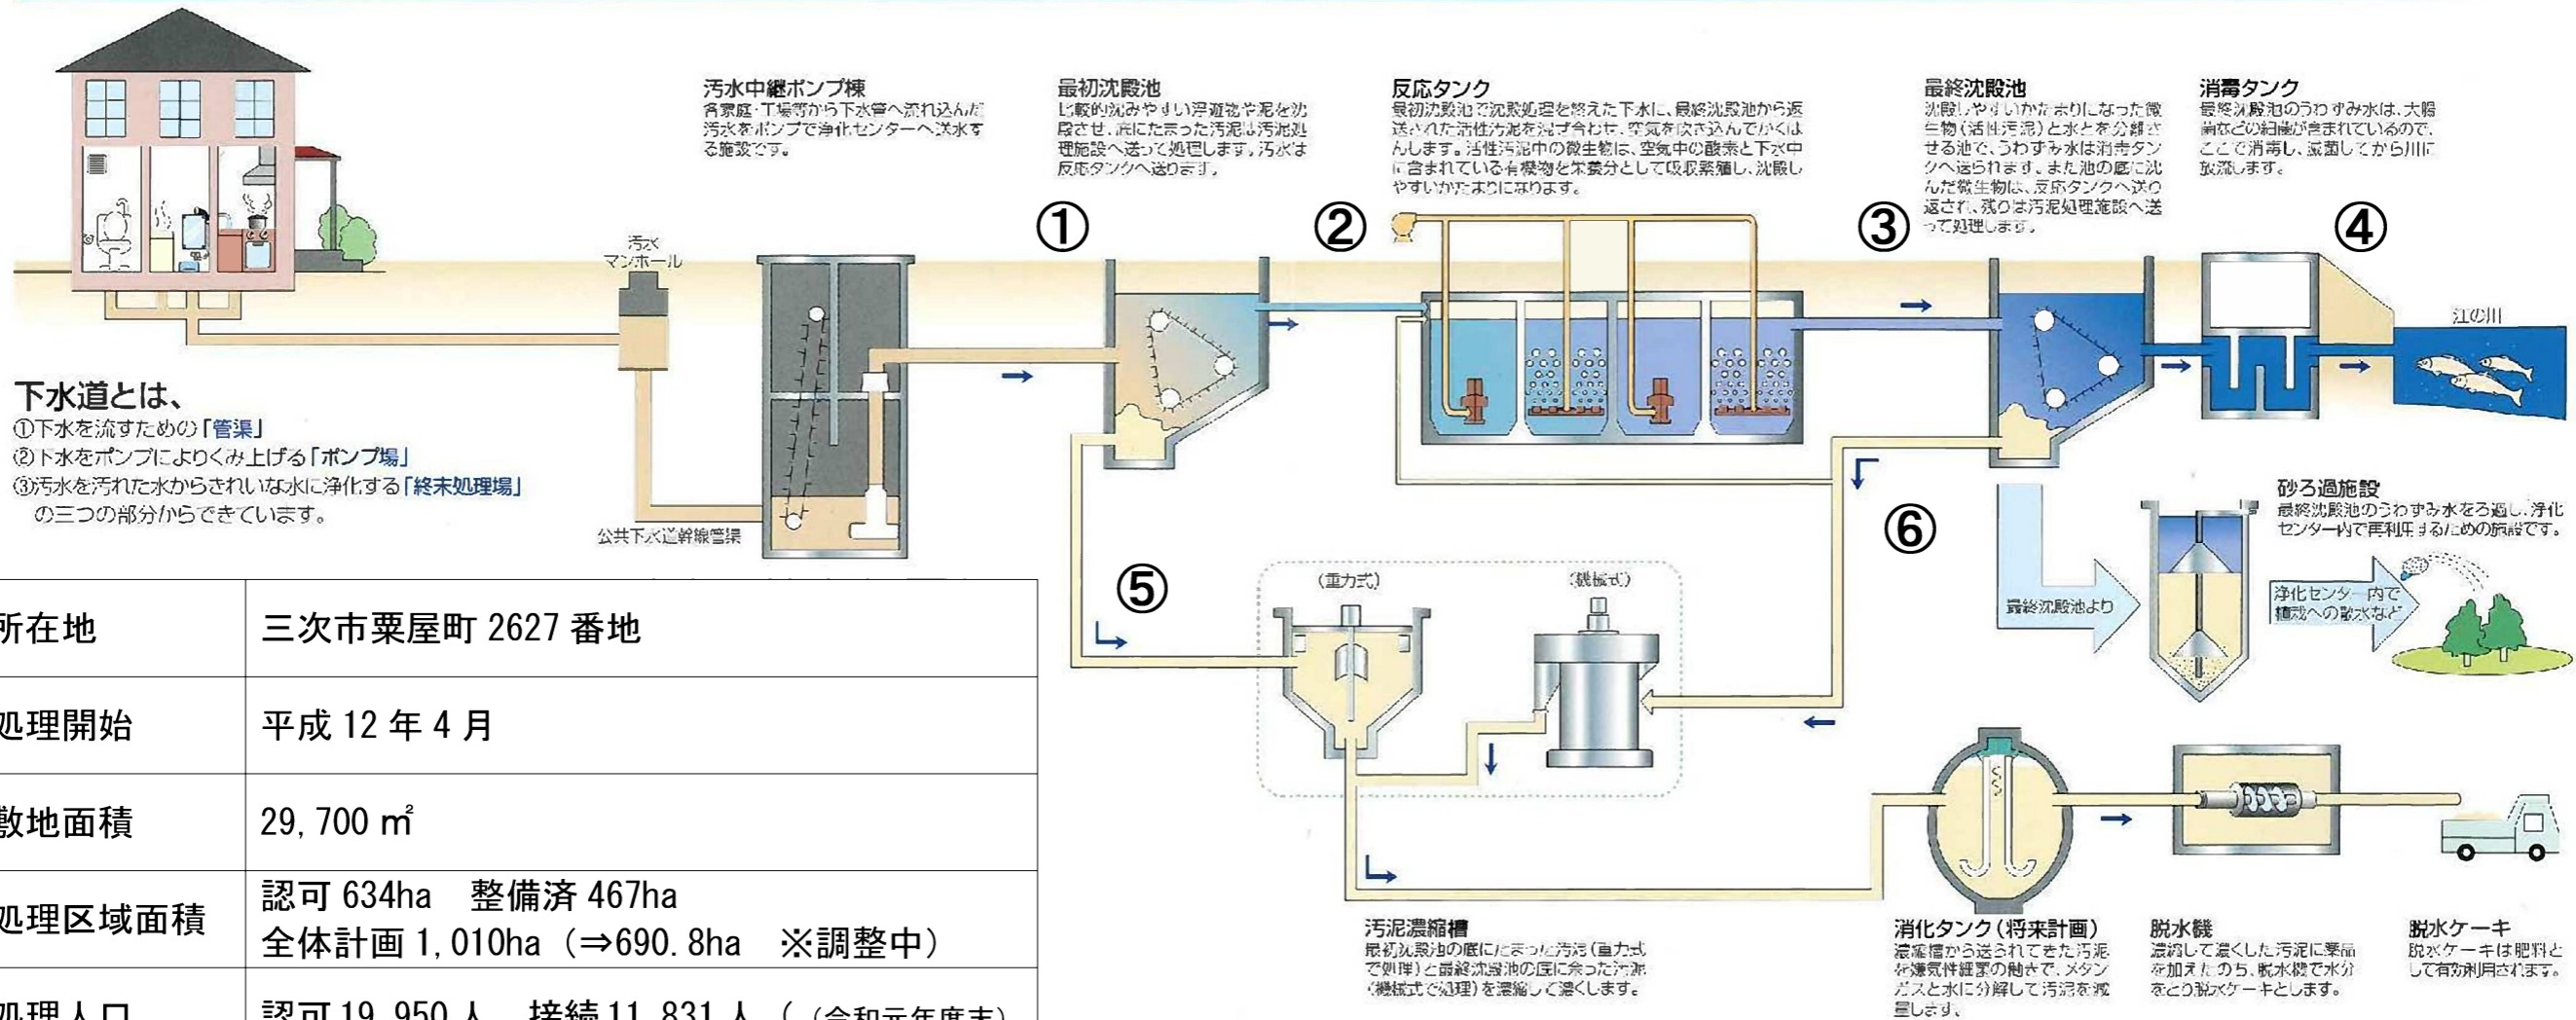 汚水中継ポンプ棟
各家庭・工場等から下水管へ流れ込んだ
汚水をポンプで浄化センターへ送水す
る施設です。
最初沈殿池
比較的沈みやすい浮遊物や泥を沈
殿させ、底にたまった汚泥は汚泥処
理施設へ送って処理します。汚水は
反応タンクへ送ります。
反応タンク
最初沈殿池で沈殿処理を終えた下水に、最終沈殿池から返
送された活性汚泥を混ぜ合わせ、空気を吹き込んでかくは
んします。活性汚泥中の微生物は、空気中の酸素と下水中
に含まれている有機物を栄養分として吸収繁殖し、沈殿し
やすいかたまりになります。
最終沈殿池
沈殿しやすいかたまりになった微
生物(活性汚泥)と水とを分離さ
せる池で、うわずみ水は消毒タン
クへ送られます。また池の底に沈
んだ微生物は、反応タンクへ送り
返され、残りは汚泥処理施設へ送
って処理します。
消毒タンク
最終沈殿池のうわずみ水は、大腸
菌などの細菌が含まれているので、
ここで消毒し、滅菌してから川に
放流します。
①
②
③
④
汚水
マンホール
江の川
下水道とは、
①下水を流すための「管渠」
②下水をポンプによりくみ上げる「ポンプ場」
③汚水を汚れた水からきれいな水に浄化する「終末処理場」
の三つの部分からできています。
公共下水道幹線管渠
⑤
⑥
(重力式)
(機械式)
砂ろ過施設
最終沈殿池のうわずみ水をろ過し、浄化
センター内で再利用するための施設です。
最終沈殿池より
浄化センター内で
植栽への散水など
所在地 三次市粟屋町 2627 番地
処理開始 平成 12 年 4 月
敷地面積 29,700 ㎡
処理区域面積 認可 634ha 整備済 467ha
全体計画 1,010ha (⇒690.8ha ※調整中)
処理人口 認可 19,950 人 接続 11,831 人 ( (令和元年度末)
汚泥濃縮槽
最初沈殿池の底にたまった汚泥(重力式
で処理)と最終沈殿池の底に余った汚泥
(機械式で処理)を濃縮して濃くします。
消化タンク(将来計画)
濃縮槽から送られてきた汚泥
を嫌気性細菌の働きで、メタン
ガスと水に分解して汚泥を減
量します。
脱水機
濃縮して濃くした汚泥に薬品
を加えたのち、脱水機で水分
をとり脱水ケーキとします。
脱水ケーキ
脱水ケーキは肥料と
して有効利用されます。